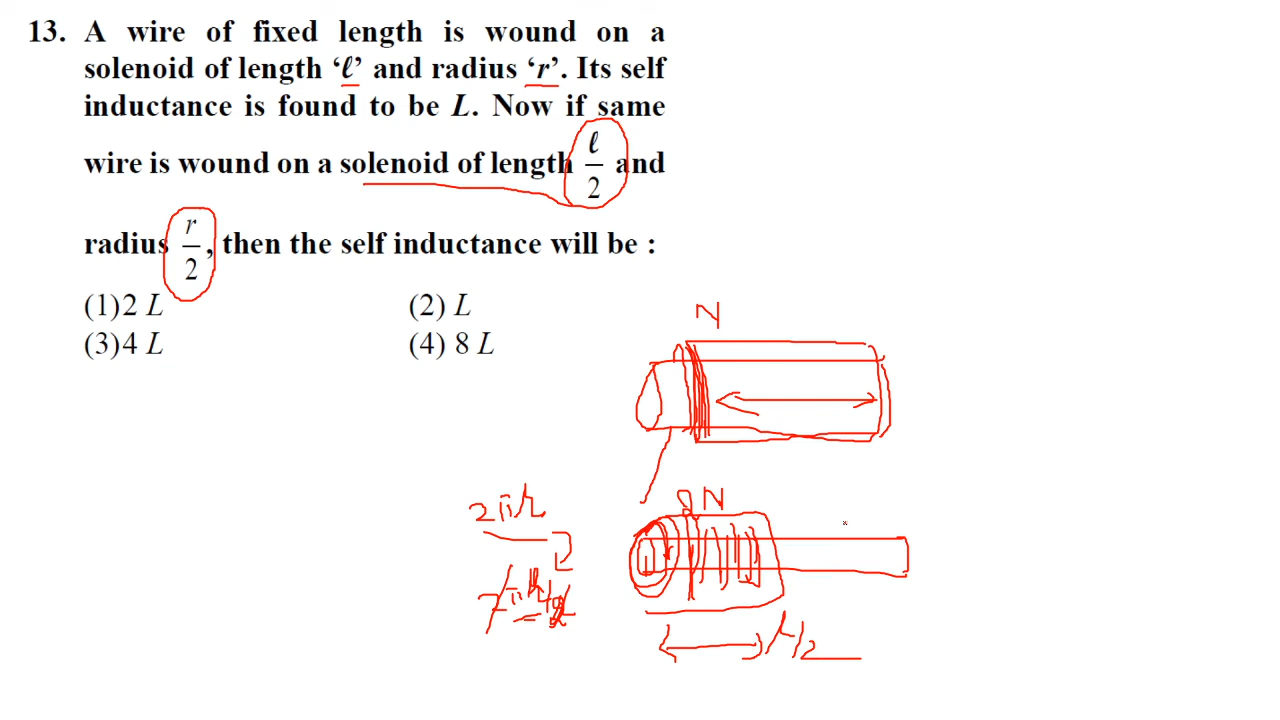 13. A wire of fixed length is wound on a
solenoid of length ‘ℓ’ and radius ‘r’. Its self
inductance is found to be L. Now if same
wire is wound on a solenoid of length ℓ/2 and
radius r/2, then the self inductance will be :
(1)2 L (2) L
(3)4 L (4) 8 L
N
N
2πr